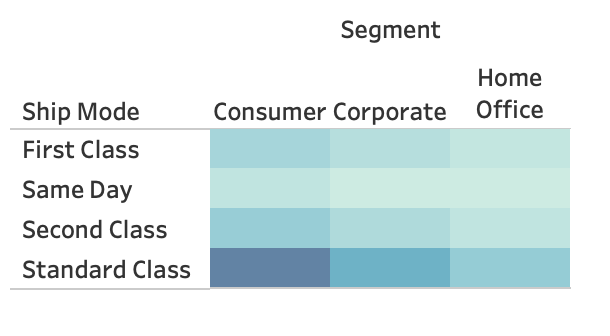 Segment
Home
Ship Mode Consumer Corporate Office
First Class
Same Day
Second Class
Standard Class